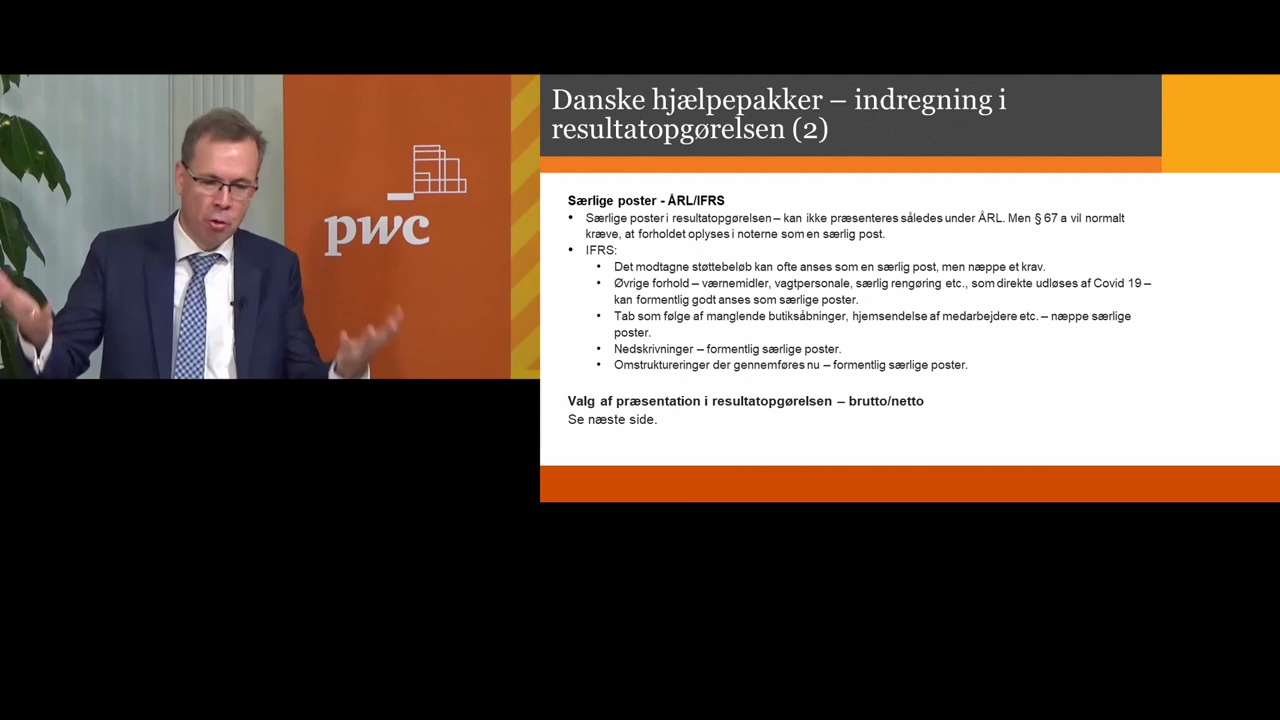 pwc
Danske hjælpepakker – indregning i
resultatopgørelsen (2)
Særlige poster - ÅRL/IFRS
• Særlige poster i resultatopgørelsen – kan ikke præsenteres således under ÅRL. Men § 67 a vil normalt
kræve, at forholdet oplyses i noterne som en særlig post.
• IFRS:
• Det modtagne støttebeløb kan ofte anses som en særlig post, men næppe et krav.
• Øvrige forhold – værnemidler, vagtpersonale, særlig rengøring etc., som direkte udløses af Covid 19 –
kan formentlig godt anses som særlige poster.
• Tab som følge af manglende butiksåbninger, hjemsendelse af medarbejdere etc. – næppe særlige
poster.
• Nedskrivninger – formentlig særlige poster.
• Omstruktureringer der gennemføres nu – formentlig særlige poster.
Valg af præsentation i resultatopgørelsen – brutto/netto
Se næste side.